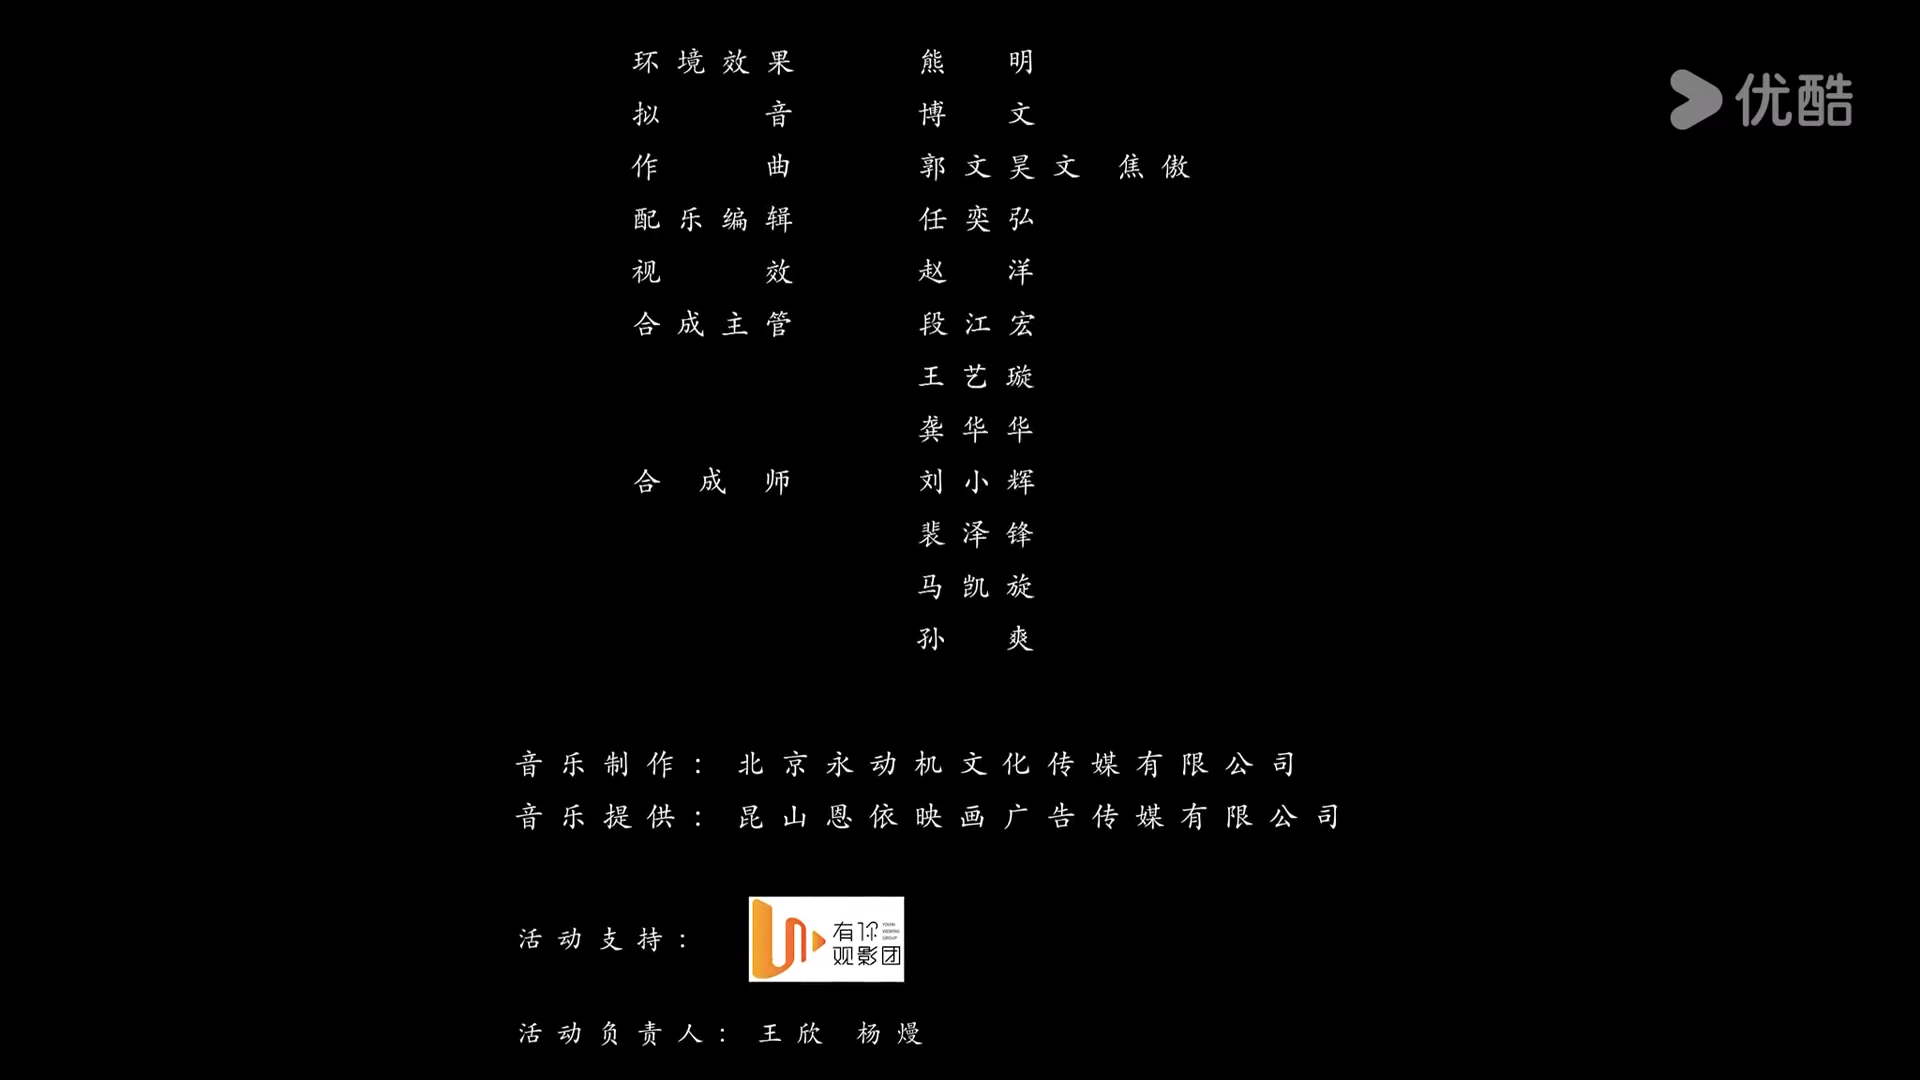 环境效果 熊明
优酷
拟音 博文
作曲 郭文昊文 焦傲
配乐编辑 任奕弘
视效 赵洋
合成主管 段江宏
王艺璇
龚华华
合成师 刘小辉
裴泽锋
马凯旋
孙爽
音乐制作：北京永动机文化传媒有限公司
音乐提供：昆山恩依映画广告传媒有限公司
活动支持：
有你
观影团
活动负责人：王欣 杨熳